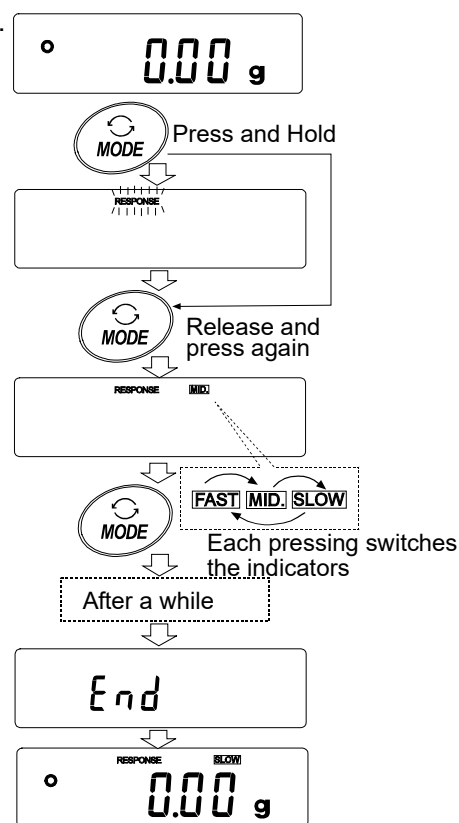 0.00 g
MODE
Press and Hold
RESPONSE
MODE
Release and
press again
RESPONSE MID.
FAST MID. SLOW
MODE
Each pressing switches
the indicators
After a while
End
RESPONSE SLOW
0.00 g